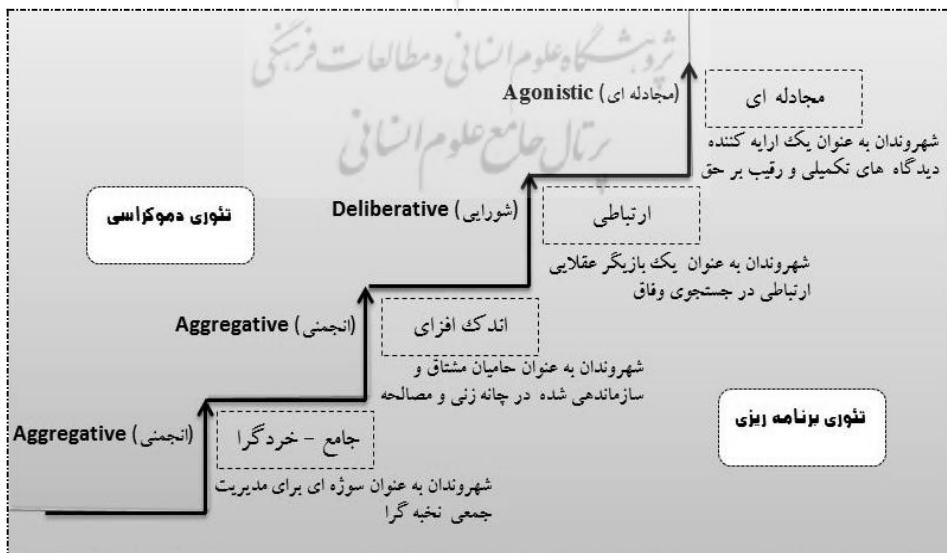 پژوهشگاه علوم انسانی و مطالعات فرهنگی
پرتال جامع علوم انسانی
Agonistic (مجادله ای)
مجادله ای
شهروندان به عنوان یک ارایه کننده
دیدگاه های تکمیلی و رقیب بر حق
تئوری دموکراسی
Deliberative (شورایی)
ارتباطی
شهروندان به عنوان یک بازیگر عقلایی
ارتباطی در جستجوی وفاق
Aggregative (انجمنی)
اندک افزای
شهروندان به عنوان حامیان مشتاق و
سازماندهی شده در چانه زنی و مصالحه
تئوری برنامه ریزی
Aggregative (انجمنی)
جامع - خردگرا
شهروندان به عنوان سوژه ای برای مدیریت
جمعی نخبه گرا